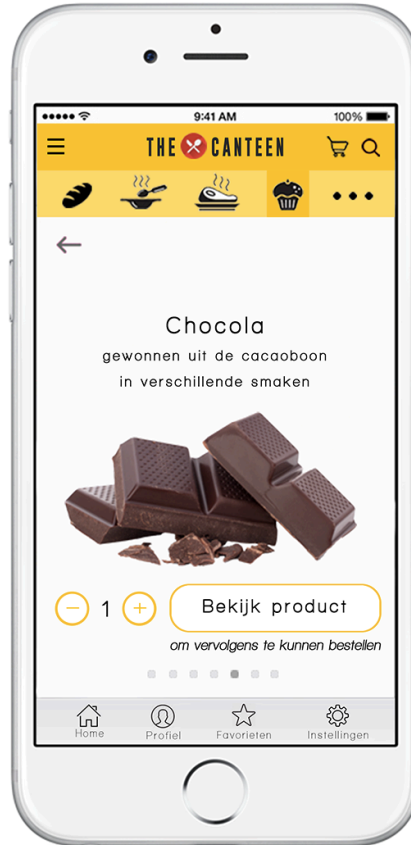 9:41 AM 100%
THE CANTEEN
Chocola
gewonnen uit de cacaoboon
in verschillende smaken
1 Bekijk product
om vervolgens te kunnen bestellen
Home Profiel Favorieten Instellingen